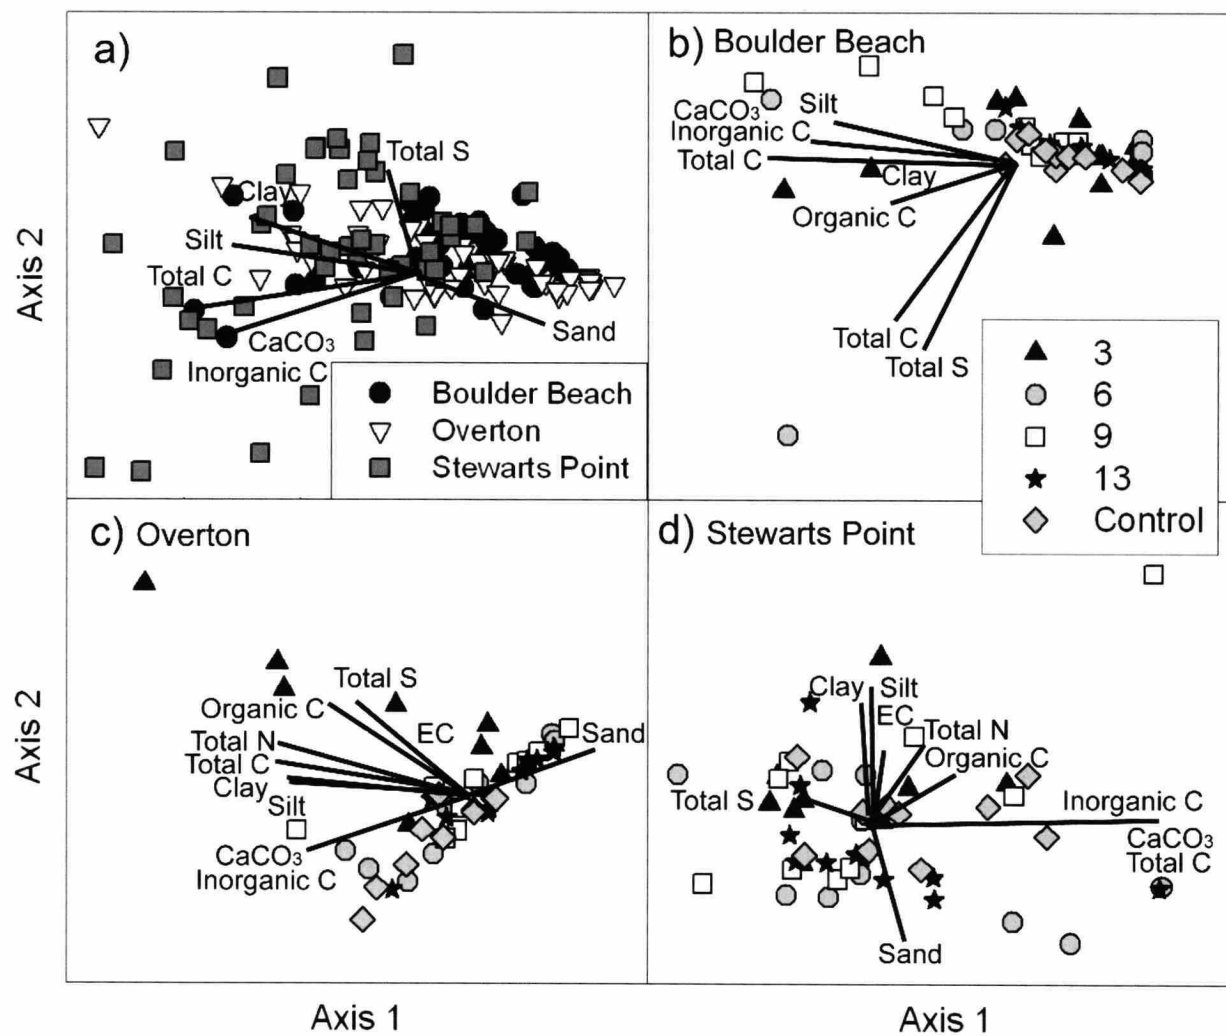 a)
Total S
Clay
Silt
Total C
CaCO3
Inorganic C
Sand
Boulder Beach
Overton
Stewarts Point
b) Boulder Beach
CaCO3
Silt
Inorganic C
Total C
Clay
Organic C
Total C
Total S
3
6
9
13
Control
c) Overton
Total S
Organic C
EC
Sand
Total N
Total C
Clay
Silt
CaCO3
Inorganic C
d) Stewarts Point
Clay
Silt
EC
Total N
Organic C
Total S
Inorganic C
CaCO3
Total C
Sand
Axis 2
Axis 2
Axis 1
Axis 1